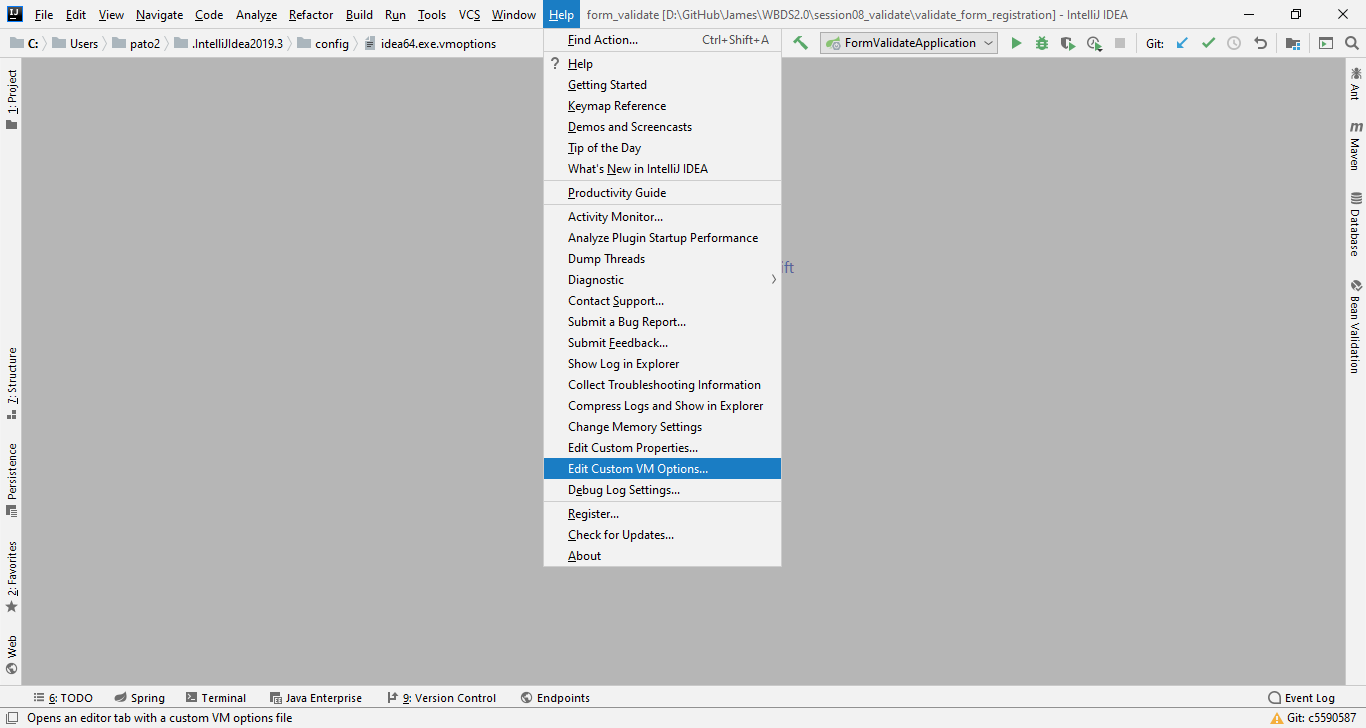 IJ File Edit View Navigate Code Analyze Refactor Build Run Tools VCS Window Help form_validate [D:\GitHub\James\WBDS2.0\session08_validate\validate_form_registration] - IntelliJ IDEA
C: Users pato2 .IntelliJIdea2019.3 config idea64.exe.vmoptions
FormValidateApplication Git:
Find Action... Ctrl+Shift+A
? Help
Getting Started
Keymap Reference
Demos and Screencasts
Tip of the Day
What's New in IntelliJ IDEA
Productivity Guide
Activity Monitor...
Analyze Plugin Startup Performance
Dump Threads
Diagnostic
Contact Support...
Submit a Bug Report...
Submit Feedback...
Show Log in Explorer
Collect Troubleshooting Information
Compress Logs and Show in Explorer
Change Memory Settings
Edit Custom Properties...
Edit Custom VM Options...
Debug Log Settings...
Register...
Check for Updates...
About
ift
1: Project
7: Structure
Persistence
2: Favorites
Web
Ant
m Maven
Database
Bean Validation
6: TODO Spring Terminal Java Enterprise 9: Version Control Endpoints Event Log
Opens an editor tab with a custom VM options file Git: c5590587